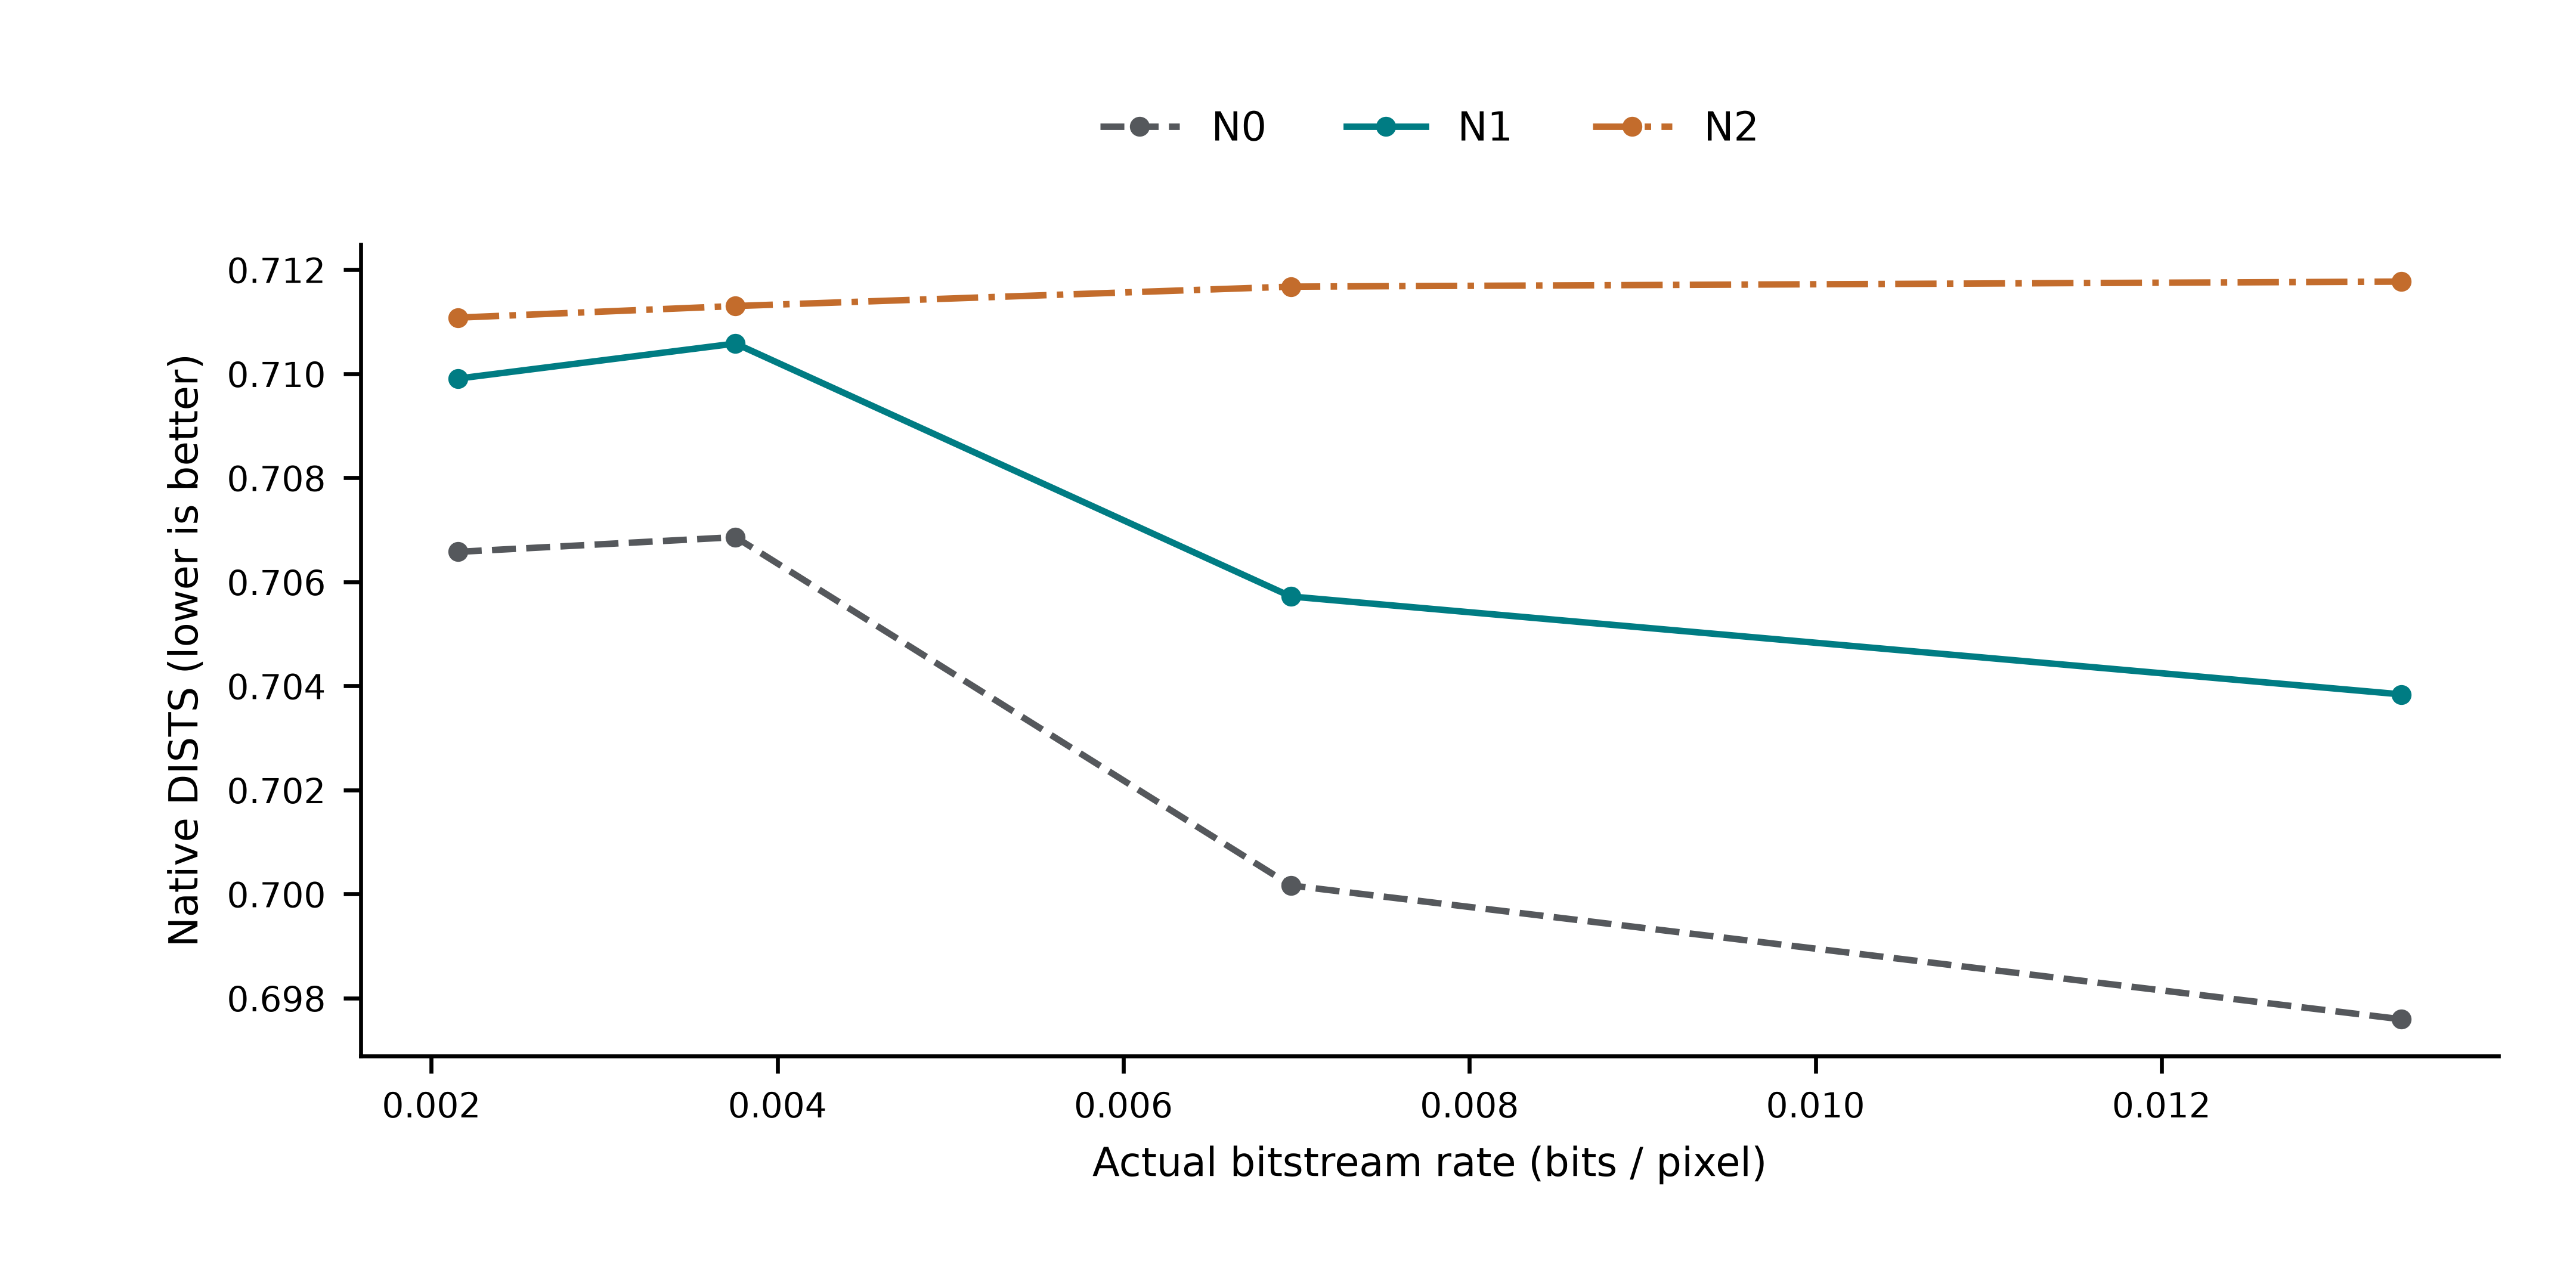 N0 N1 N2
0.712
0.710
0.708
0.706
0.704
0.702
0.700
0.698
Native DISTS (lower is better)
0.002 0.004 0.006 0.008 0.010 0.012
Actual bitstream rate (bits / pixel)